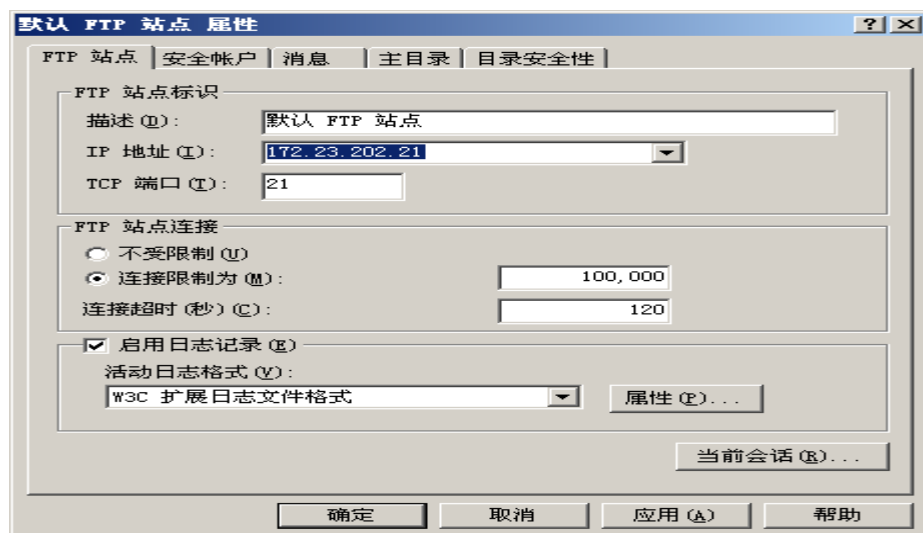 默认 FTP 站点 属性
FTP 站点 安全帐户 消息 主目录 目录安全性
FTP 站点标识
描述(D): 默认 FTP 站点
IP 地址(I): 172.23.202.21
TCP 端口(T): 21
FTP 站点连接
不受限制(U)
连接限制为(M): 100,000
连接超时(秒)(C): 120
启用日志记录(E)
活动日志格式(V):
W3C 扩展日志文件格式 属性(P)...
当前会话(R)...
确定 取消 应用(A) 帮助